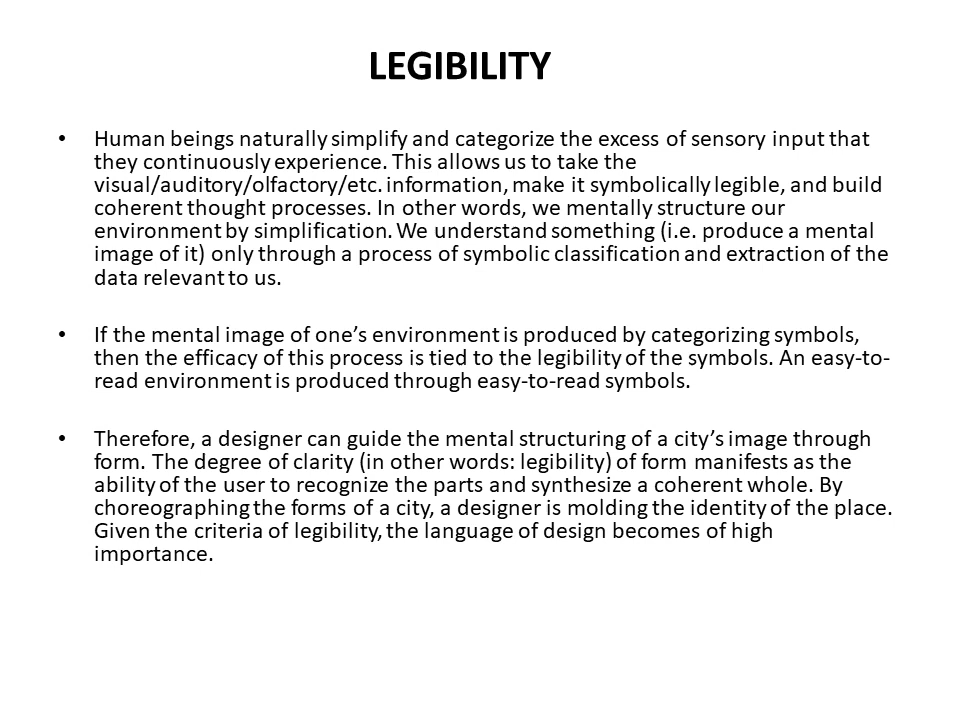 LEGIBILITY
• Human beings naturally simplify and categorize the excess of sensory input that
they continuously experience. This allows us to take the
visual/auditory/olfactory/etc. information, make it symbolically legible, and build
coherent thought processes. In other words, we mentally structure our
environment by simplification. We understand something (i.e. produce a mental
image of it) only through a process of symbolic classification and extraction of the
data relevant to us.
• If the mental image of one’s environment is produced by categorizing symbols,
then the efficacy of this process is tied to the legibility of the symbols. An easy-to-
read environment is produced through easy-to-read symbols.
• Therefore, a designer can guide the mental structuring of a city’s image through
form. The degree of clarity (in other words: legibility) of form manifests as the
ability of the user to recognize the parts and synthesize a coherent whole. By
choreographing the forms of a city, a designer is molding the identity of the place.
Given the criteria of legibility, the language of design becomes of high
importance.